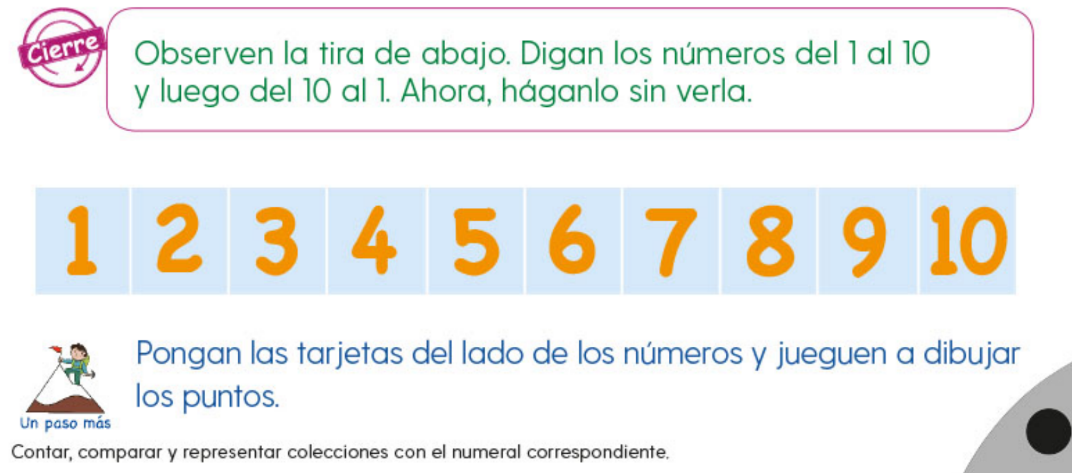 Cierre
Observen la tira de abajo. Digan los números del 1 al 10
y luego del 10 al 1. Ahora, háganlo sin verla.
1 2 3 4 5 6 7 8 9 10
Pongan las tarjetas del lado de los números y jueguen a dibujar
los puntos.
Un paso más
Contar, comparar y representar colecciones con el numeral correspondiente.